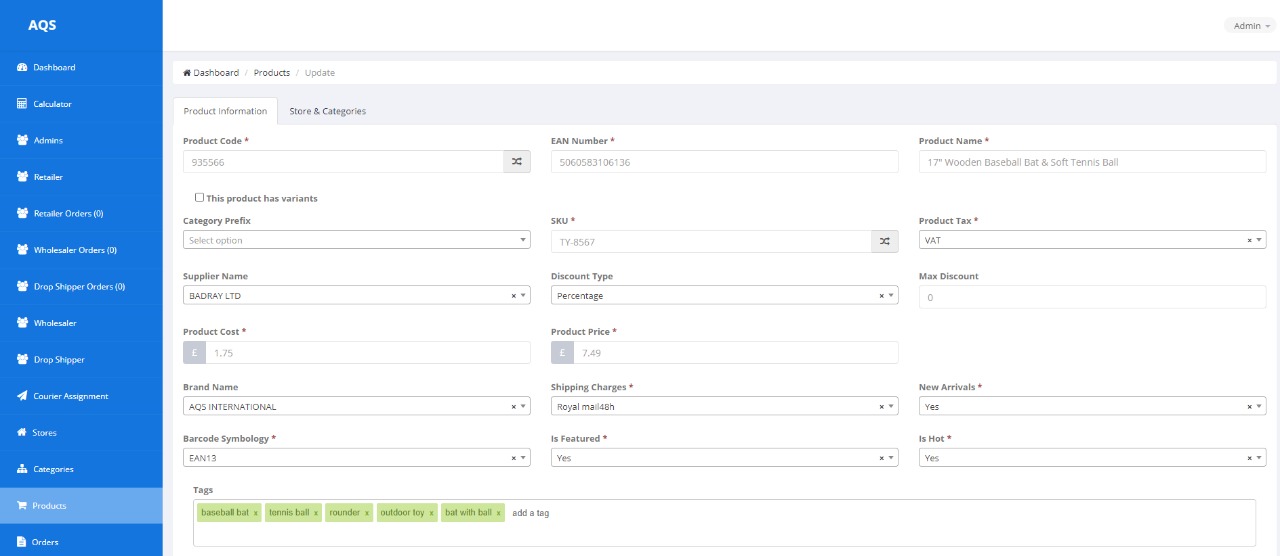 AQS
Admin
Dashboard
Calculator
Admins
Retailer
Retailer Orders (0)
Wholesaler Orders (0)
Drop Shipper Orders (0)
Wholesaler
Drop Shipper
Courier Assignment
Stores
Categories
Products
Orders
Dashboard / Products / Update
Product Information Store & Categories
Product Code * EAN Number * Product Name *
935566 5060583106136 17" Wooden Baseball Bat & Soft Tennis Ball
This product has variants
Category Prefix SKU * Product Tax *
Select option TY-8567 VAT ×
Supplier Name Discount Type Max Discount
BADRAY LTD × Percentage × 0
Product Cost * Product Price *
£ 1.75 £ 7.49
Brand Name Shipping Charges * New Arrivals *
AQS INTERNATIONAL × Royal mail48h × Yes ×
Barcode Symbology * Is Featured * Is Hot *
EAN13 × Yes × Yes ×
Tags
baseball bat x tennis ball x rounder x outdoor toy x bat with ball x add a tag